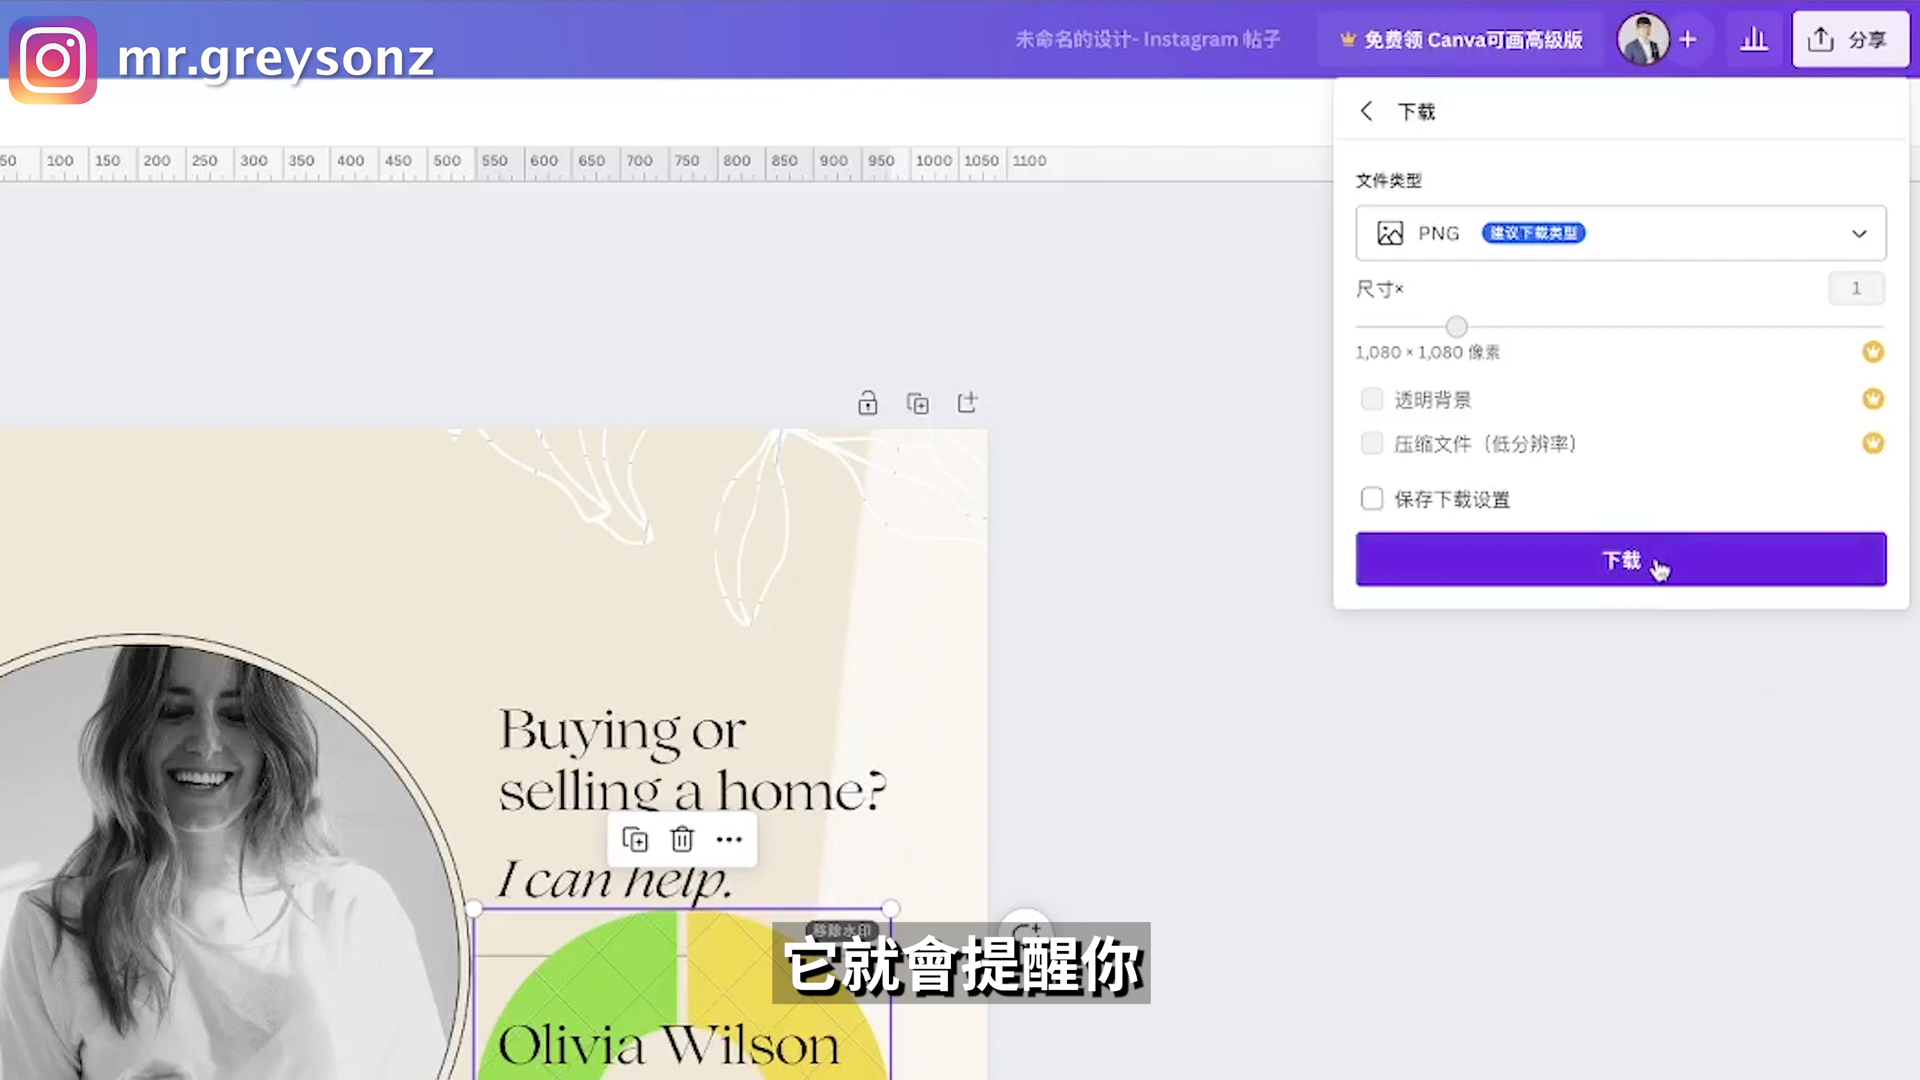 mr.greysonz
未命名的设计- Instagram 帖子
免费领 Canva可画高级版
分享
下载
50 100 150 200 250 300 350 400 450 500 550 600 650 700 750 800 850 900 950 1000 1050 1100
文件类型
PNG 建议下载类型
尺寸× 1
1,080 × 1,080 像素
透明背景
压缩文件（低分辨率）
保存下载设置
下载
Buying or
selling a home?
I can help.
移除水印
它就會提醒你
Olivia Wilson